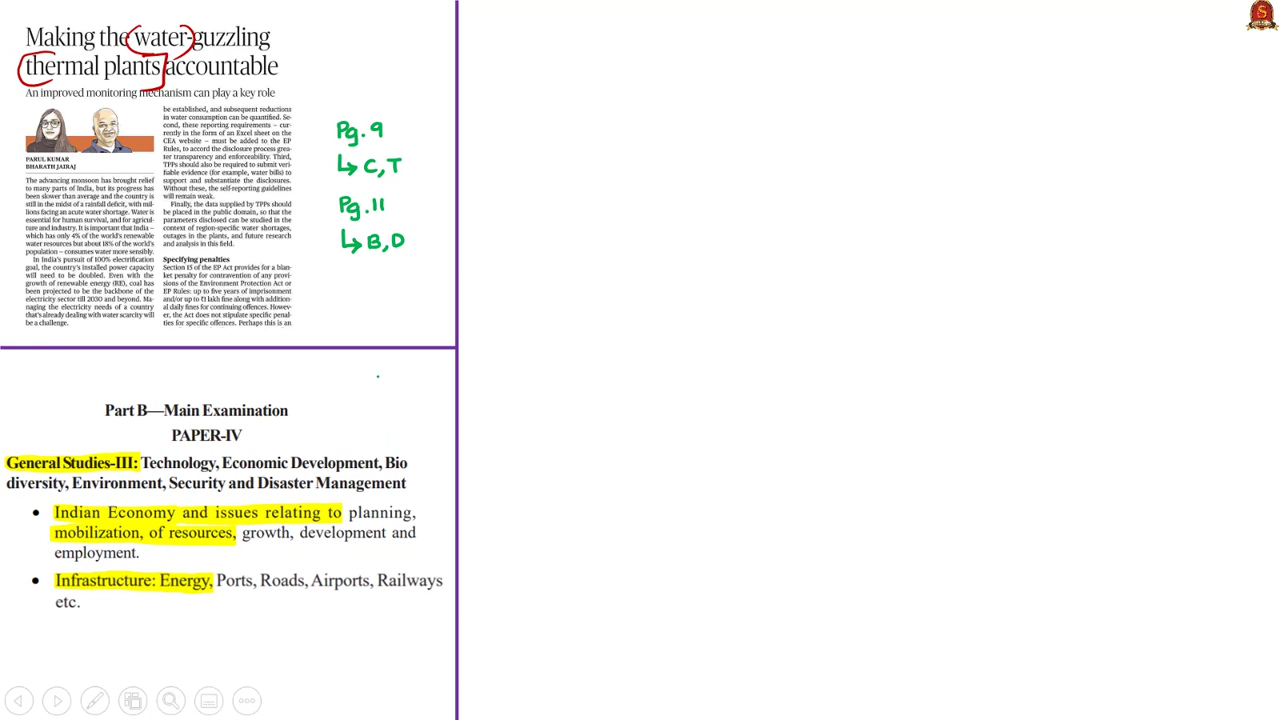 Making the water-guzzling
thermal plants accountable
An improved monitoring mechanism can play a key role
PARUL KUMAR
BHARATH JAIRAJ
The advancing monsoon has brought relief
to many parts of India, but its progress has
been slower than average and the country is
still in the midst of a rainfall deficit, with mil-
lions facing an acute water shortage. Water is
essential for human survival, and for agricul-
ture and industry. It is important that India –
which has only 4% of the world's renewable
water resources but about 18% of the world's
population – consumes water more sensibly.
In India's pursuit of 100% electrification
goal, the country's installed power capacity
will need to be doubled. Even with the
growth of renewable energy (RE), coal has
been projected to be the backbone of the
electricity sector till 2030 and beyond. Ma-
naging the electricity needs of a country
that's already dealing with water scarcity will
be a challenge.
be established, and subsequent reductions
in water consumption can be quantified. Se-
cond, these reporting requirements – cur-
rently in the form of an Excel sheet on the
CEA website – must be added to the EP
Rules, to accord the disclosure process grea-
ter transparency and enforceability. Third,
TPPs should also be required to submit veri-
fiable evidence (for example, water bills) to
support and substantiate the disclosures.
Without these, the self-reporting guidelines
will remain weak.
Finally, the data supplied by TPPs should
be placed in the public domain, so that the
parameters disclosed can be studied in the
context of region-specific water shortages,
outages in the plants, and future research
and analysis in this field.
Specifying penalties
Section 15 of the EP Act provides for a blan-
ket penalty for contravention of any provi-
sions of the Environment Protection Act or
EP Rules: up to five years of imprisonment
and/or up to ₹1 lakh fine along with addition-
al daily fines for continuing offences. Howev-
er, the Act does not stipulate specific penal-
ties for specific offences. Perhaps this is an
Pg. 9
↳ C, T
Pg. 11
↳ B, D
Part B—Main Examination
PAPER-IV
General Studies-III: Technology, Economic Development, Bio
diversity, Environment, Security and Disaster Management
• Indian Economy and issues relating to planning,
mobilization, of resources, growth, development and
employment.
• Infrastructure: Energy, Ports, Roads, Airports, Railways
etc.